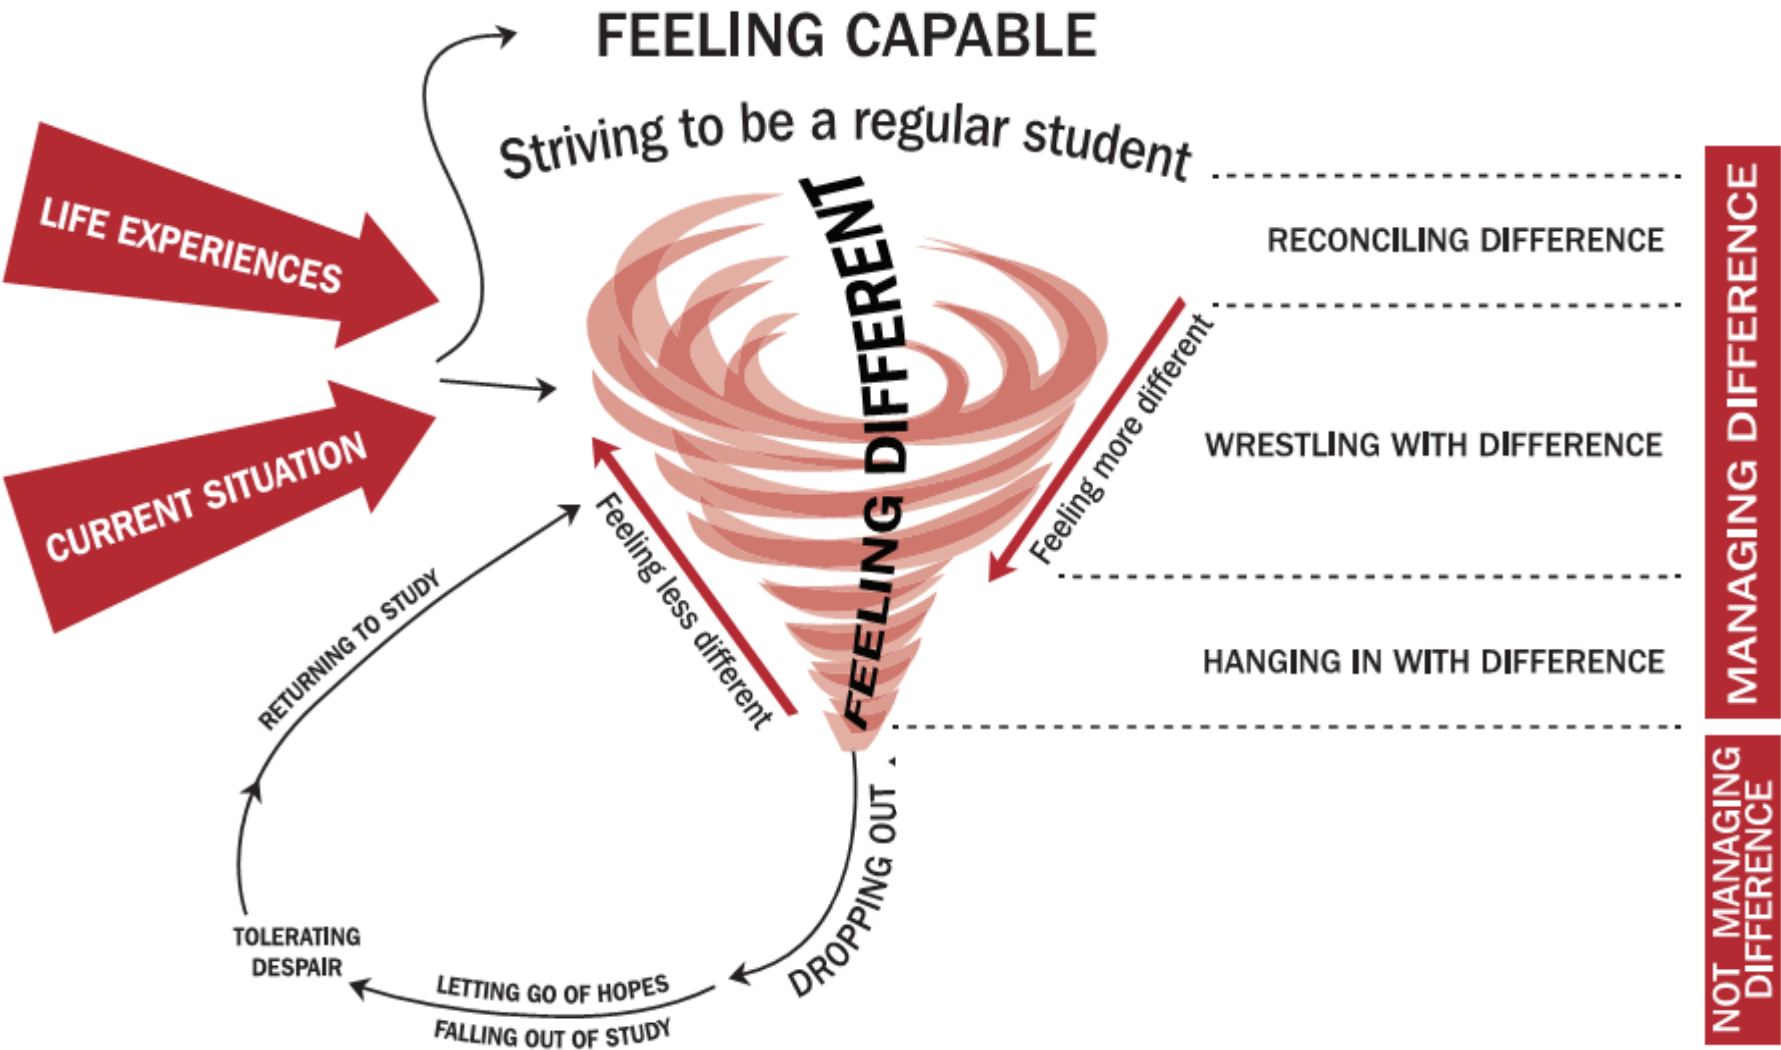 FEELING CAPABLE
Striving to be a regular student
LIFE EXPERIENCES
CURRENT SITUATION
FEELING DIFFERENT
Feeling less different
Feeling more different
RECONCILING DIFFERENCE
WRESTLING WITH DIFFERENCE
HANGING IN WITH DIFFERENCE
MANAGING DIFFERENCE
NOT MANAGING
DIFFERENCE
RETURNING TO STUDY
DROPPING OUT
TOLERATING
DESPAIR
LETTING GO OF HOPES
FALLING OUT OF STUDY